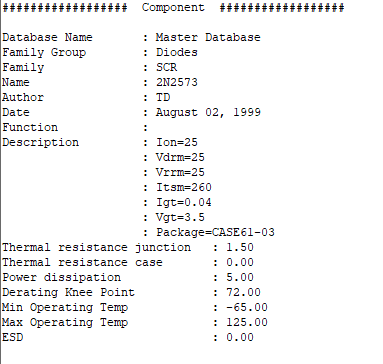 ################## Component ##################
Database Name : Master Database
Family Group : Diodes
Family : SCR
Name : 2N2573
Author : TD
Date : August 02, 1999
Function :
Description : Ion=25
: Vdrm=25
: Vrrm=25
: Itsm=260
: Igt=0.04
: Vgt=3.5
: Package=CASE61-03
Thermal resistance junction : 1.50
Thermal resistance case : 0.00
Power dissipation : 5.00
Derating Knee Point : 72.00
Min Operating Temp : -65.00
Max Operating Temp : 125.00
ESD : 0.00